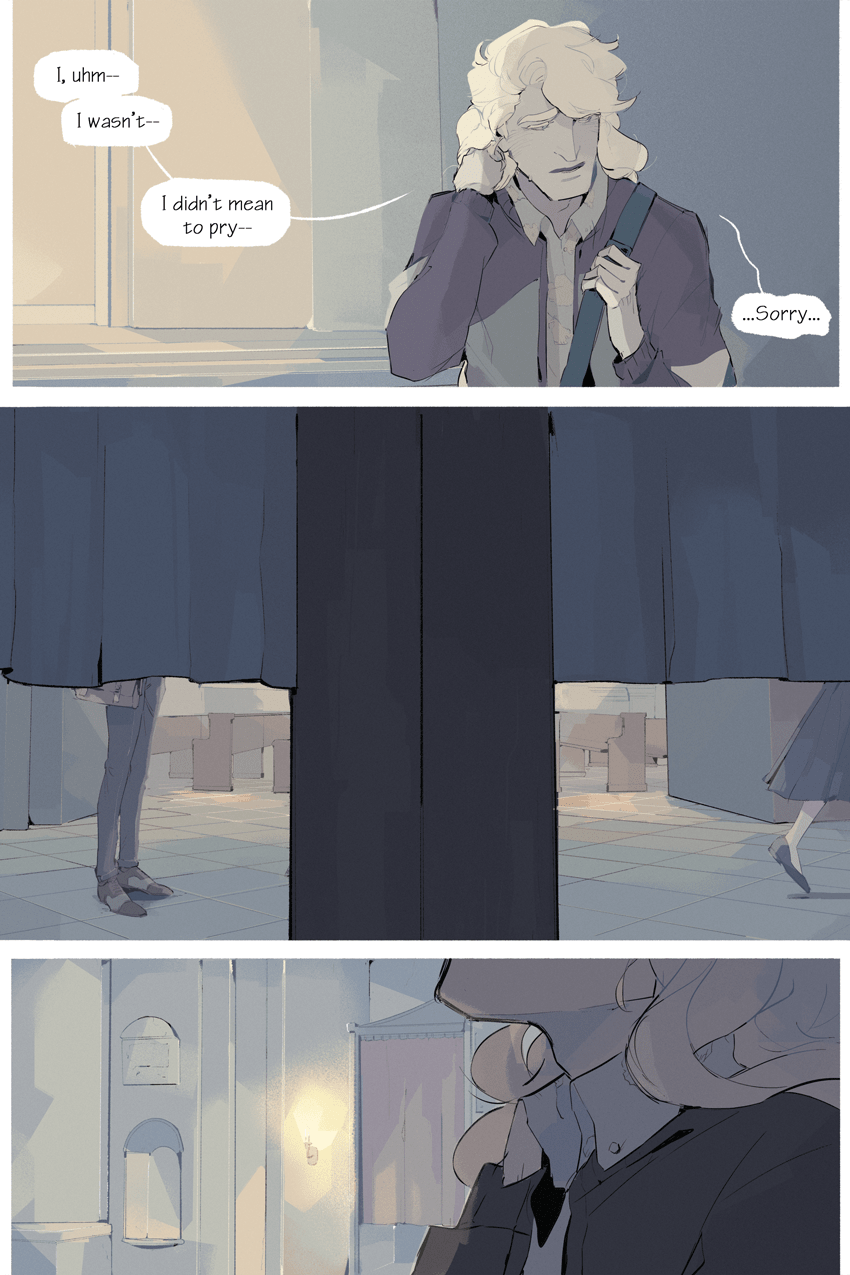 I, uhm--
I wasn't--
I didn't mean
to pry--
...Sorry...